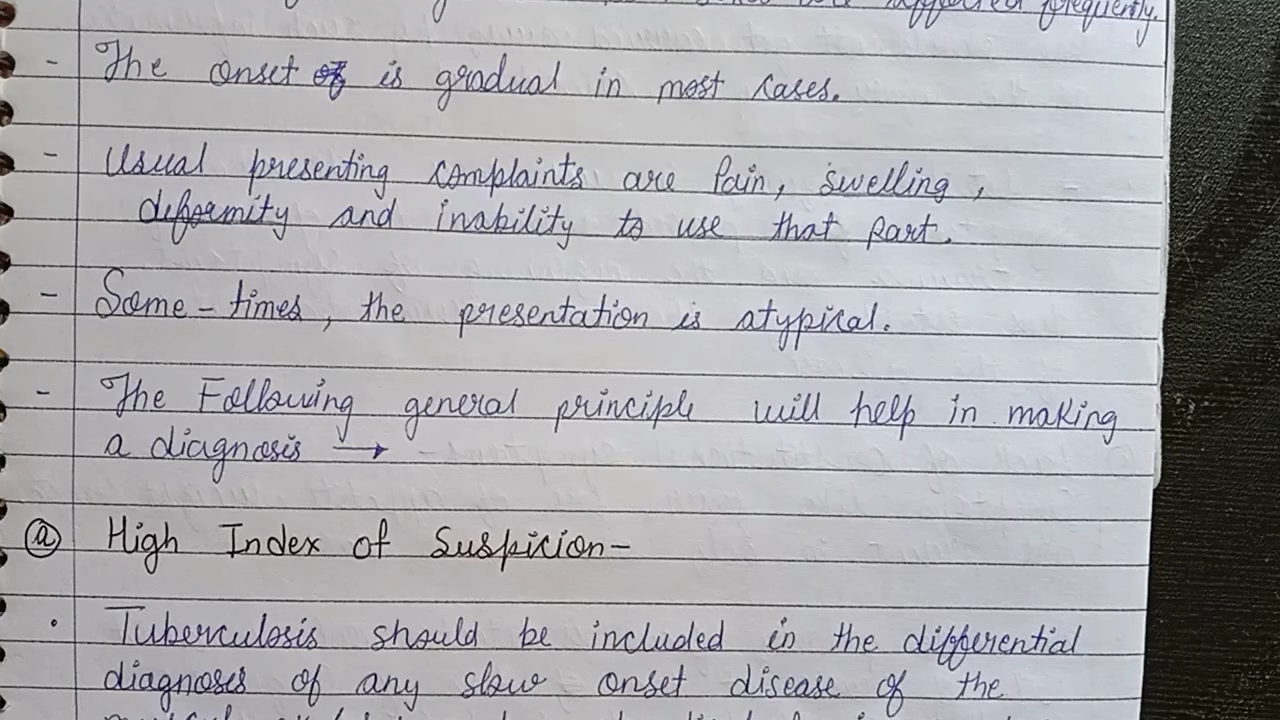 affected frequently.
- The onset is gradual in most cases.
- Usual presenting complaints are Pain, swelling,
deformity and inability to use that part.
- Some-times, the presentation is atypical.
- The Following general principle will help in making
a diagnosis →
(a) High Index of Suspicion-
• Tuberculosis should be included in the differential
diagnoses of any slow onset disease of the